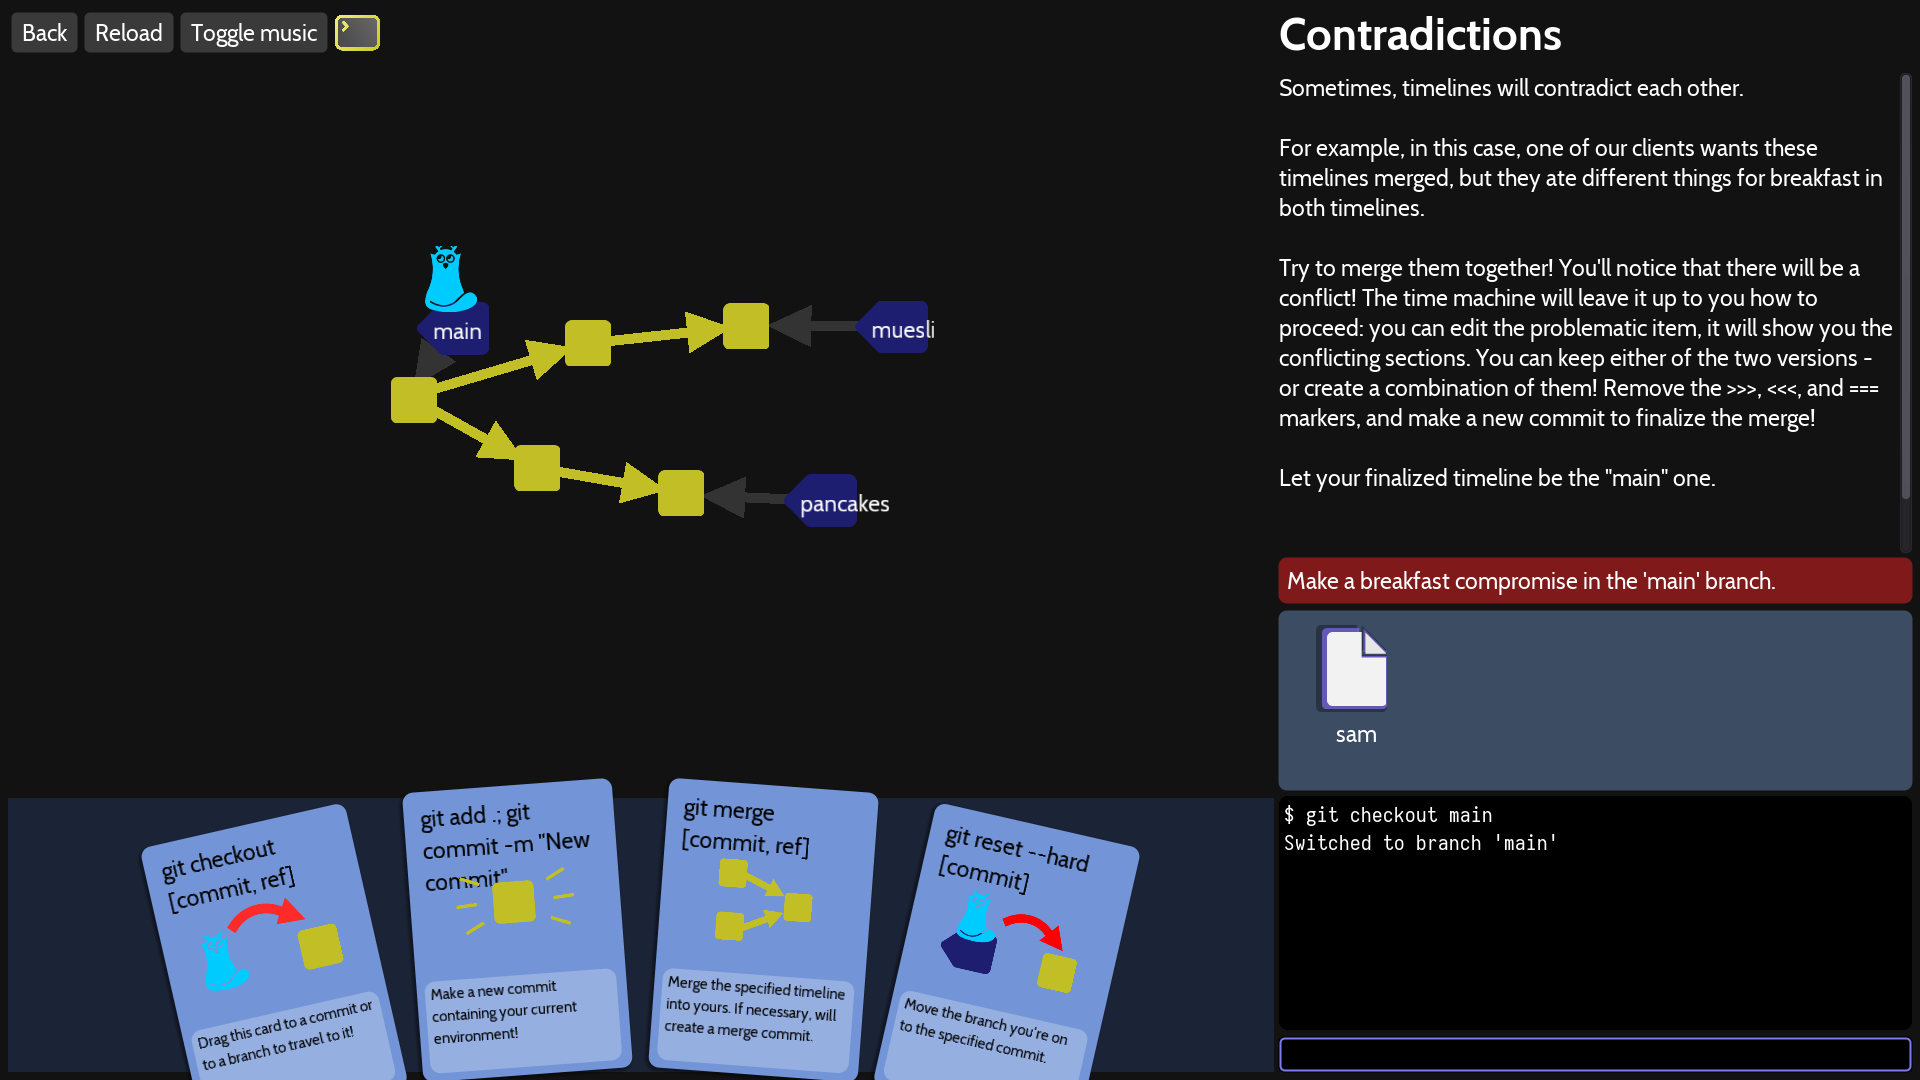 Back
Reload
Toggle music
main
muesli
pancakes
git checkout
[commit, ref]
Drag this card to a commit or
to a branch to travel to it!
git add .; git
commit -m "New
commit"
Make a new commit
containing your current
environment!
git merge
[commit, ref]
Merge the specified timeline
into yours. If necessary, will
create a merge commit.
git reset --hard
[commit]
Move the branch you're on
to the specified commit.
Contradictions
Sometimes, timelines will contradict each other.
For example, in this case, one of our clients wants these
timelines merged, but they ate different things for breakfast in
both timelines.
Try to merge them together! You'll notice that there will be a
conflict! The time machine will leave it up to you how to
proceed: you can edit the problematic item, it will show you the
conflicting sections. You can keep either of the two versions -
or create a combination of them! Remove the >>>, <<<, and ===
markers, and make a new commit to finalize the merge!
Let your finalized timeline be the "main" one.
Make a breakfast compromise in the 'main' branch.
sam
$ git checkout main
Switched to branch 'main'